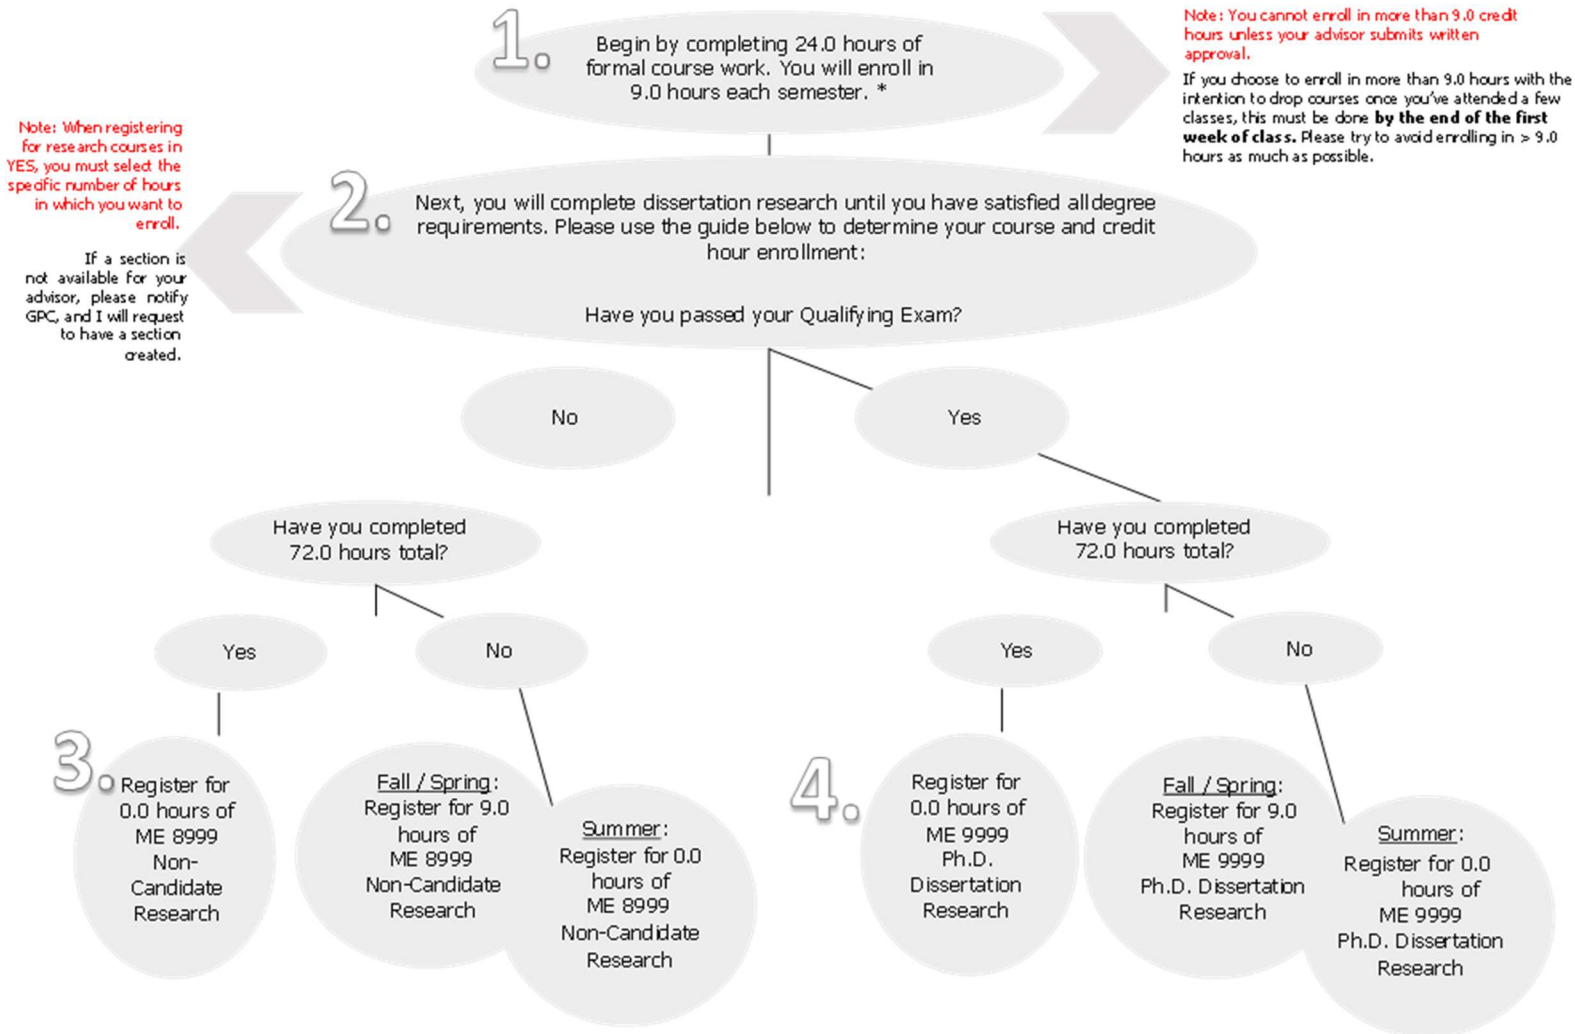 1.
Begin by completing 24.0 hours of
formal course work. You will enroll in
9.0 hours each semester. *
Note: You cannot enroll in more than 9.0 credit
hours unless your advisor submits written
approval.
If you choose to enroll in more than 9.0 hours with the
intention to drop courses once you've attended a few
classes, this must be done by the end of the first
week of class. Please try to avoid enrolling in > 9.0
hours as much as possible.
Note: When registering
for research courses in
YES, you must select the
specific number of hours
in which you want to
enroll.
If a section is
not available for your
advisor, please notify
GPC, and I will request
to have a section
created.
2.
Next, you will complete dissertation research until you have satisfied all degree
requirements. Please use the guide below to determine your course and credit
hour enrollment:
Have you passed your Qualifying Exam?
No
Yes
Have you completed
72.0 hours total?
Have you completed
72.0 hours total?
Yes
No
Yes
No
3.
Register for
0.0 hours of
ME 8999
Non-
Candidate
Research
Fall / Spring:
Register for 9.0
hours of
ME 8999
Non-Candidate
Research
Summer:
Register for 0.0
hours of
ME 8999
Non-Candidate
Research
4.
Register for
0.0 hours of
ME 9999
Ph.D.
Dissertation
Research
Fall / Spring:
Register for 9.0
hours of
ME 9999
Ph.D. Dissertation
Research
Summer:
Register for 0.0
hours of
ME 9999
Ph.D. Dissertation
Research